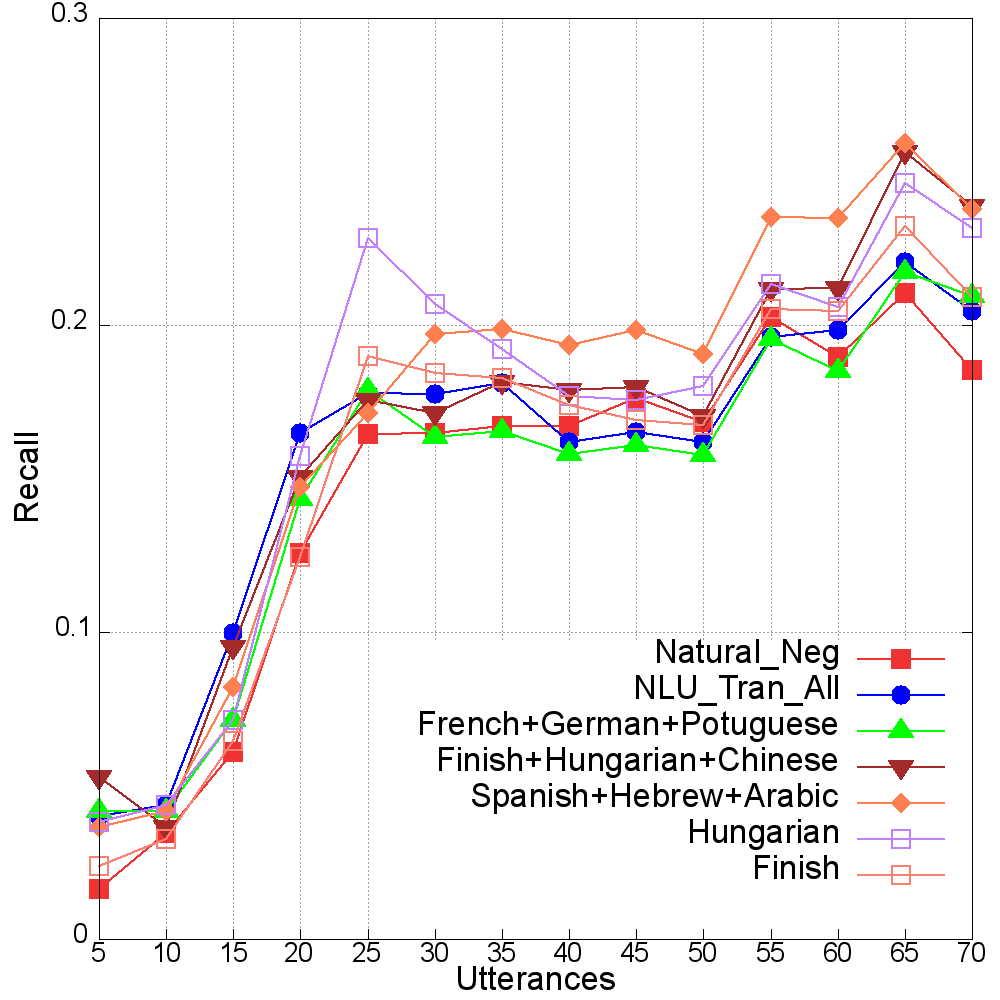 0.3
0.2
0.1
0
Recall
Natural_Neg
NLU_Tran_All
French+German+Potuguese
Finish+Hungarian+Chinese
Spanish+Hebrew+Arabic
Hungarian
Finish
5 10 15 20 25 30 35 40 45 50 55 60 65 70
Utterances